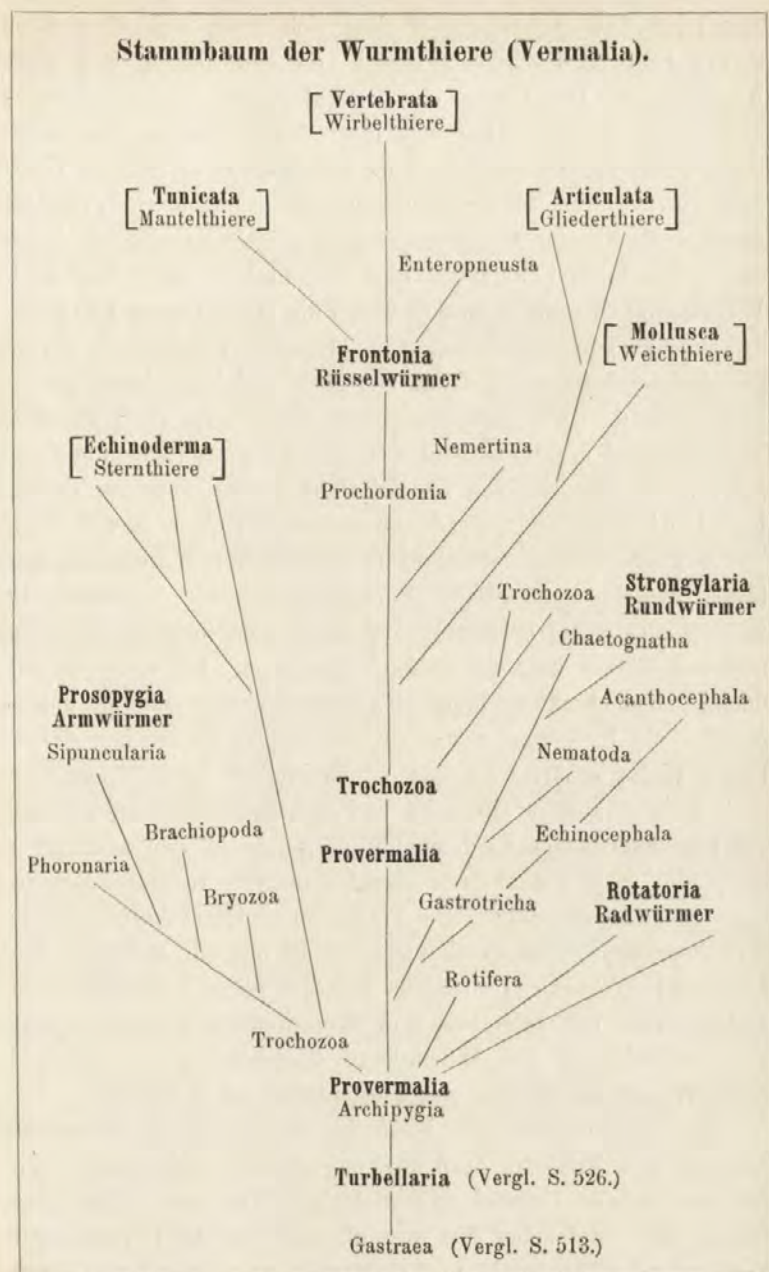 Stammbaum der Wurmthiere (Vermalia).
Vertebrata
Wirbelthiere
Tunicata
Mantelthiere
Articulata
Gliederthiere
Enteropneusta
Mollusca
Weichthiere
Frontonia
Rüsselwürmer
Echinoderma
Sternthiere
Nemertina
Prochordonia
Trochozoa
Strongylaria
Rundwürmer
Chaetognatha
Prosopygia
Armwürmer
Acanthocephala
Sipuncularia
Nematoda
Trochozoa
Brachiopoda
Echinocephala
Provermalia
Phoronaria
Bryozoa
Gastrotricha
Rotatoria
Radwürmer
Rotifera
Trochozoa
Provermalia
Archipygia
Turbellaria (Vergl. S. 526.)
Gastraea (Vergl. S. 513.)